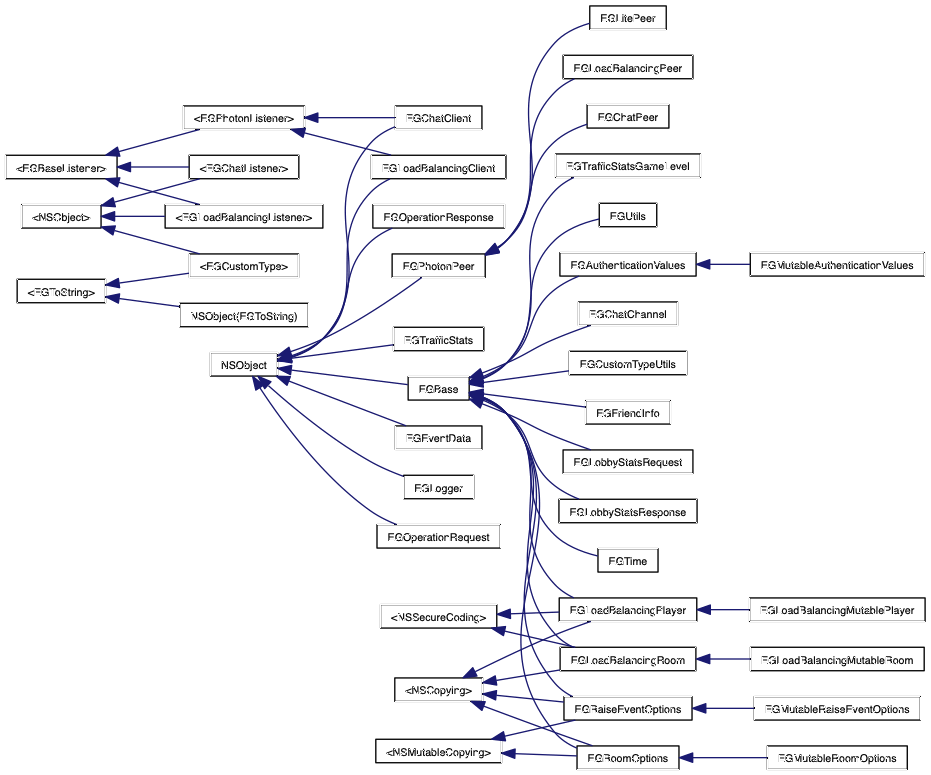 EGLitePeer
EGLoadBalancingPeer
<EGPhotonListener>
EGChatClient
EGChatPeer
<EGBaseListener>
<EGChatListener>
EGLoadBalancingClient
EGTrafficStatsGameLevel
<NSObject>
<EGLoadBalancingListener>
EGOperationResponse
EGUtils
<EGCustomType>
EGPhotonPeer
EGAuthenticationValues
EGMutableAuthenticationValues
<EGToString>
NSObject(EGToString)
EGChatChannel
EGTrafficStats
NSObject
EGCustomTypeUtils
EGBase
EGFriendInfo
EGEventData
EGLobbyStatsRequest
EGLogger
EGLobbyStatsResponse
EGOperationRequest
EGTime
<NSSecureCoding>
EGLoadBalancingPlayer
EGLoadBalancingMutablePlayer
EGLoadBalancingRoom
EGLoadBalancingMutableRoom
<NSCopying>
EGRaiseEventOptions
EGMutableRaiseEventOptions
<NSMutableCopying>
EGRoomOptions
EGMutableRoomOptions